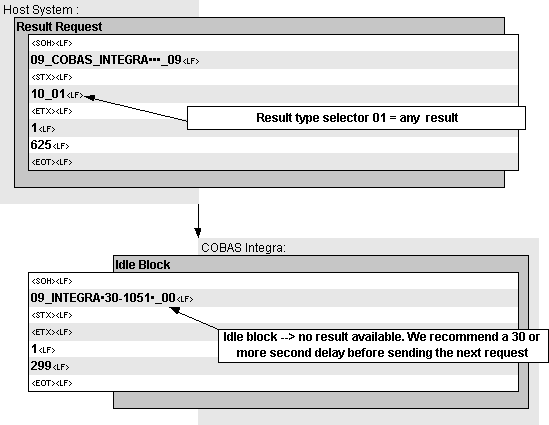 Host System :
Result Request
<SOH><LF>
09_COBAS_INTEGRA▪▪▪_09<LF>
<STX><LF>
10_01<LF>
Result type selector 01 = any result
<ETX><LF>
1<LF>
625<LF>
<EOT><LF>
COBAS Integra:
Idle Block
<SOH><LF>
09_INTEGRA▪30-1051▪_00<LF>
<STX><LF>
Idle block --> no result available. We recommend a 30 or
more second delay before sending the next request
<ETX><LF>
1<LF>
299<LF>
<EOT><LF>